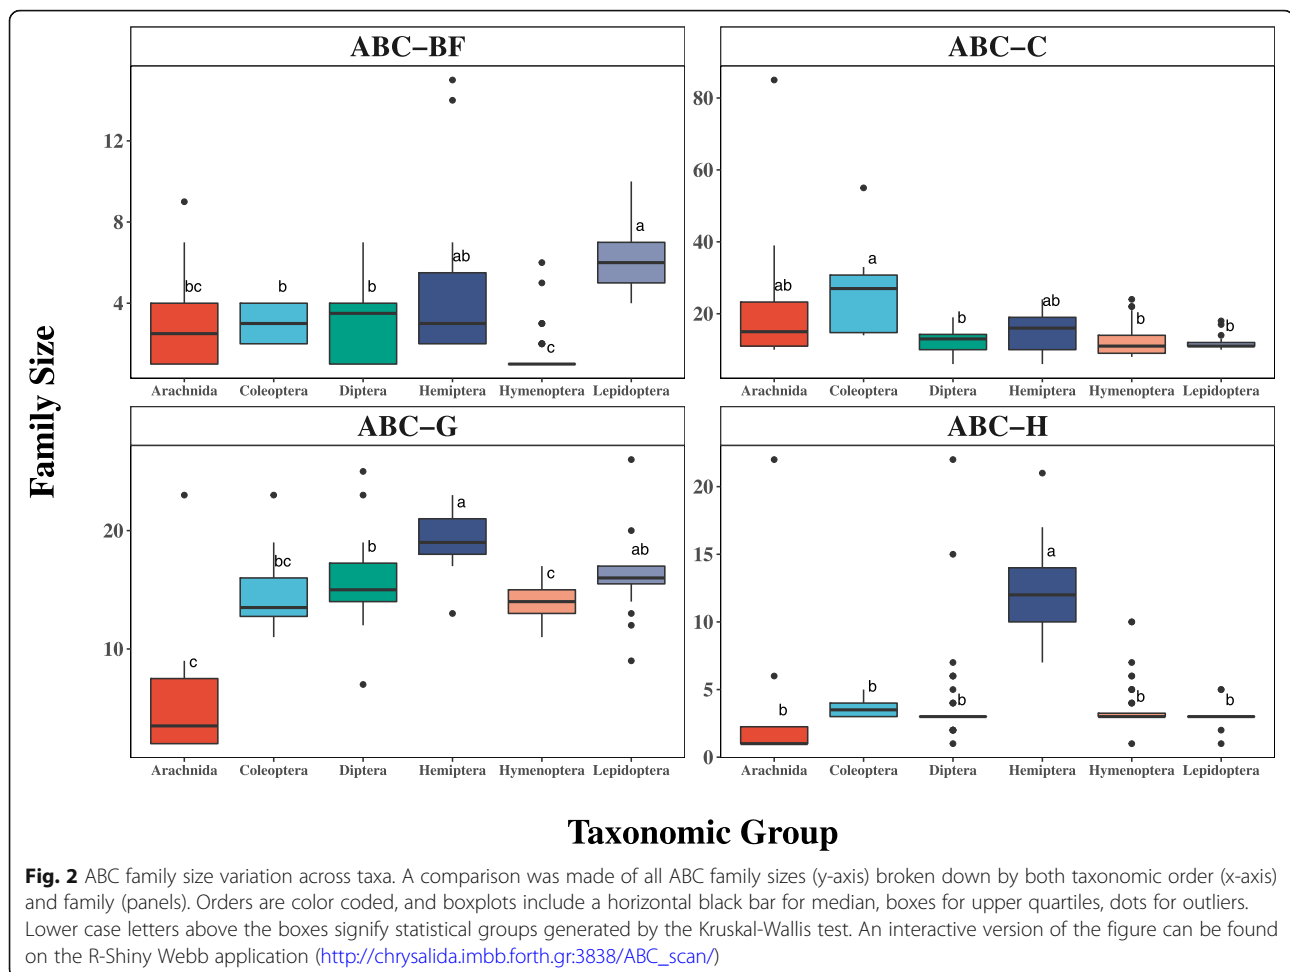 ABC−BF
ABC−C
12
8
4
bc
b
b
ab
c
a
Arachnida Coleoptera Diptera Hemiptera Hymenoptera Lepidoptera
80
60
40
20
ab
a
b
ab
b
b
Arachnida Coleoptera Diptera Hemiptera Hymenoptera Lepidoptera
Family Size
ABC−G
ABC−H
20
10
c
bc
b
a
c
ab
Arachnida Coleoptera Diptera Hemiptera Hymenoptera Lepidoptera
20
15
10
5
0
b
b
b
a
b
b
Arachnida Coleoptera Diptera Hemiptera Hymenoptera Lepidoptera
Taxonomic Group
Fig. 2 ABC family size variation across taxa. A comparison was made of all ABC family sizes (y-axis) broken down by both taxonomic order (x-axis)
and family (panels). Orders are color coded, and boxplots include a horizontal black bar for median, boxes for upper quartiles, dots for outliers.
Lower case letters above the boxes signify statistical groups generated by the Kruskal-Wallis test. An interactive version of the figure can be found
on the R-Shiny Webb application (http://chrysalida.imbb.forth.gr:3838/ABC_scan/)